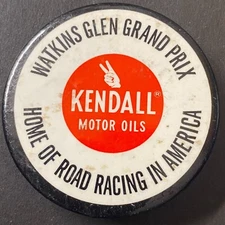 WATKINS GLEN GRAND PRIX
KENDALL®
MOTOR OILS
HOME OF ROAD RACING IN AMERICA